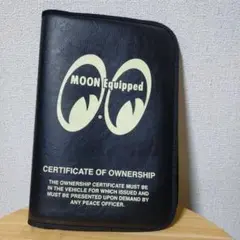 MOON Equipped
CERTIFICATE OF OWNERSHIP
THE OWNERSHIP CERTIFICATE MUST BE
IN THE VEHICLE FOR WHICH ISSUED AND
MUST BE PRESENTED UPON DEMAND BY
ANY PEACE OFFICER.